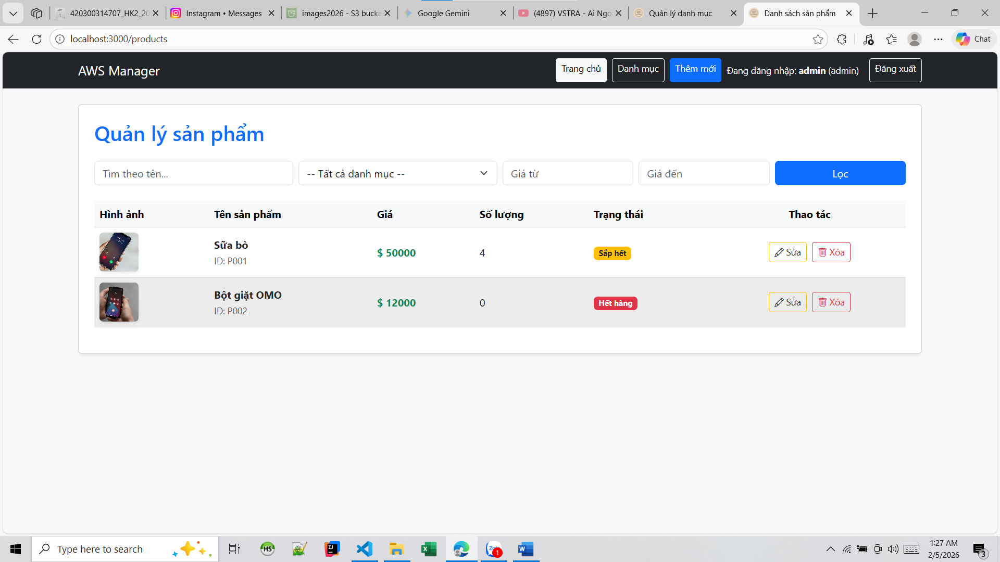 420300314707_HK2_20
Instagram • Messages
images2026 - S3 bucke
Google Gemini
(4897) VSTRA - Ai Ngo
Quản lý danh mục
Danh sách sản phẩm
localhost:3000/products
Chat
AWS Manager
Trang chủ
Danh mục
Thêm mới
Đang đăng nhập: admin (admin)
Đăng xuất
Quản lý sản phẩm
Tìm theo tên...
-- Tất cả danh mục --
Giá từ
Giá đến
Lọc
Hình ảnh
Tên sản phẩm
Giá
Số lượng
Trạng thái
Thao tác
Sữa bò
ID: P001
$ 50000
4
Sắp hết
Sửa
Xóa
Bột giặt OMO
ID: P002
$ 12000
0
Hết hàng
Sửa
Xóa
Type here to search
HS
IJ
X
Zalo
1
W
1:27 AM
2/5/2026
3